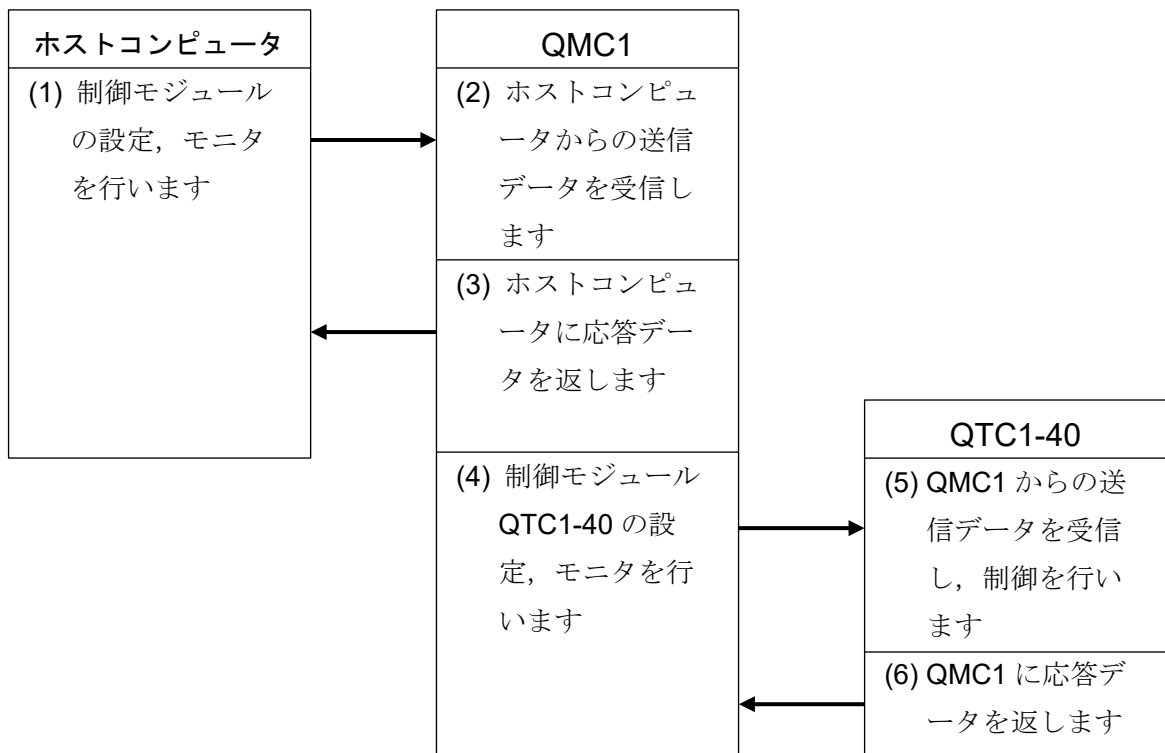 ホストコンピュータ
(1) 制御モジュール
の設定，モニタ
を行います
QMC1
(2) ホストコンピュ
ータからの送信
データを受信し
ます
(3) ホストコンピュ
ータに応答デー
タを返します
(4) 制御モジュール
QTC1-40 の設
定，モニタを行
います
QTC1-40
(5) QMC1 からの送
信データを受信
し，制御を行い
ます
(6) QMC1 に応答デ
ータを返します